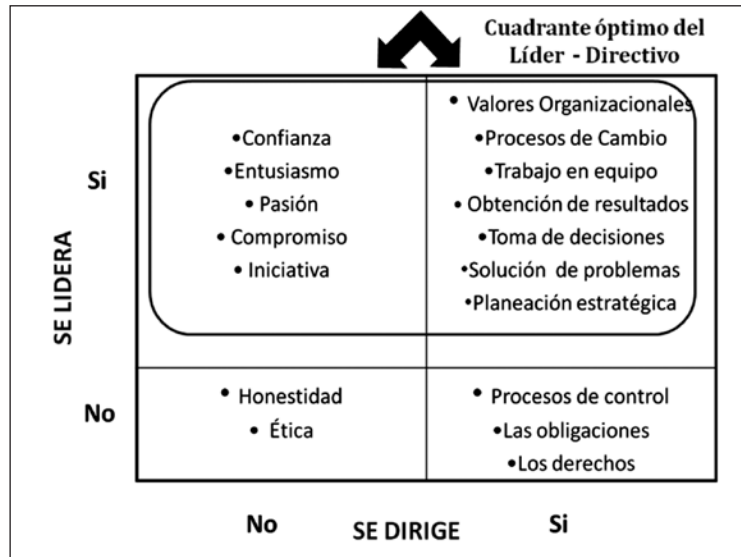 Cuadrante óptimo del
Líder - Directivo
SE LIDERA
Si
•Confianza
•Entusiasmo
•Pasión
•Compromiso
•Iniciativa
• Valores Organizacionales
•Procesos de Cambio
•Trabajo en equipo
• Obtención de resultados
•Toma de decisiones
•Solución de problemas
•Planeación estratégica
No
• Honestidad
• Ética
• Procesos de control
•Las obligaciones
•Los derechos
No
SE DIRIGE
Si